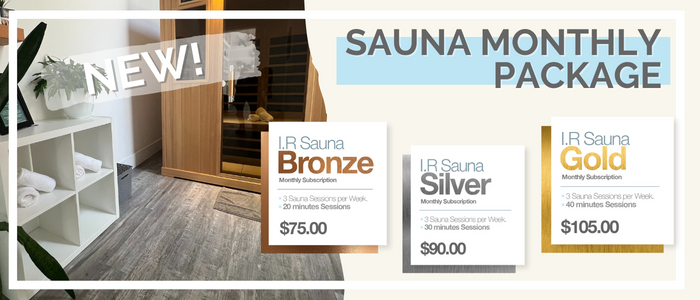 NEW!
SAUNA MONTHLY
PACKAGE
I.R Sauna
Bronze
Monthly Subscription
• 3 Sauna Sessions per Week.
• 20 minutes Sessions
$75.00
I.R Sauna
Silver
Monthly Subscription
• 3 Sauna Sessions per Week.
• 30 minutes Sessions
$90.00
I.R Sauna
Gold
Monthly Subscription
• 3 Sauna Sessions per Week.
• 40 minutes Sessions
$105.00